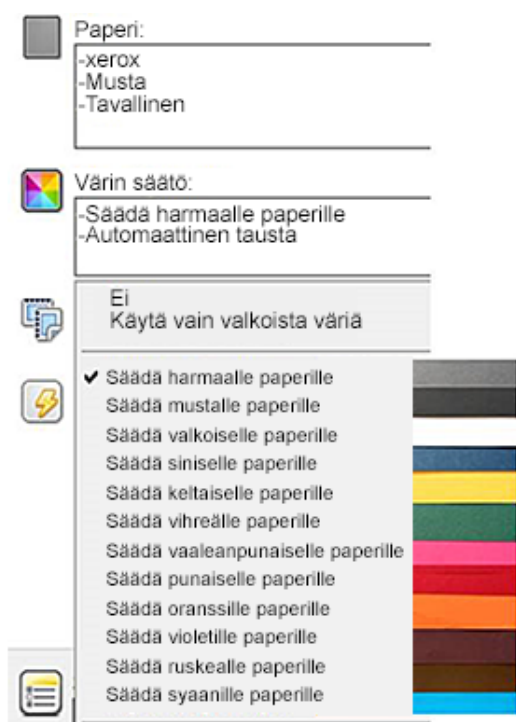 Paperi:
-xerox
-Musta
-Tavallinen
Värin säätö:
-Säädä harmaalle paperille
-Automaattinen tausta
Ei
Käytä vain valkoista väriä
Säädä harmaalle paperille
Säädä mustalle paperille
Säädä valkoiselle paperille
Säädä siniselle paperille
Säädä keltaiselle paperille
Säädä vihreälle paperille
Säädä vaaleanpunaiselle paperille
Säädä punaiselle paperille
Säädä oranssille paperille
Säädä violetille paperille
Säädä ruskealle paperille
Säädä syaanille paperille